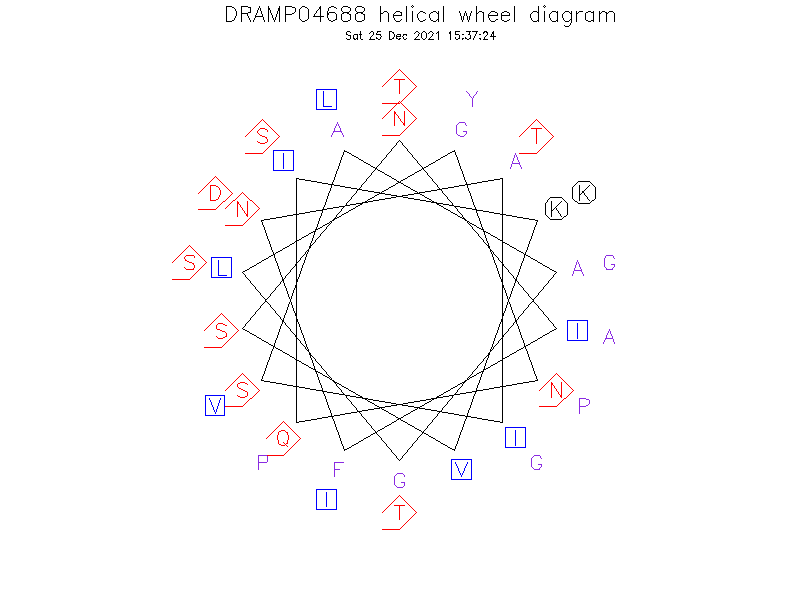 DRAMP04688 helical wheel diagram
Sat 25 Dec 2021 15:37:24
T
L Y
N
A G
S T
I A
D K
N K
S L A G
S I A
S N
V P
Q I
P F G V G
I T